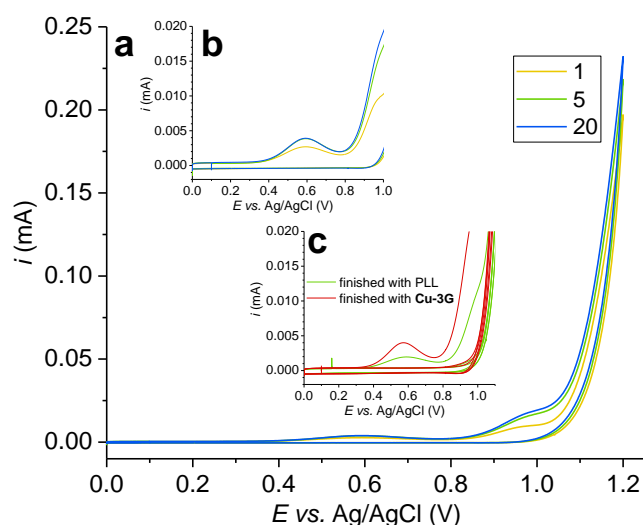 a
b
c
0.25
0.20
0.15
0.10
0.05
0.00
i (mA)
0.0 0.2 0.4 0.6 0.8 1.0 1.2
E vs. Ag/AgCl (V)
1
5
20
0.020
0.015
0.010
0.005
0.000
i (mA)
0.0 0.2 0.4 0.6 0.8 1.0
E vs. Ag/AgCl (V)
0.020
0.015
0.010
0.005
0.000
i (mA)
finished with PLL
finished with Cu-3G
0.0 0.2 0.4 0.6 0.8 1.0
E vs. Ag/AgCl (V)